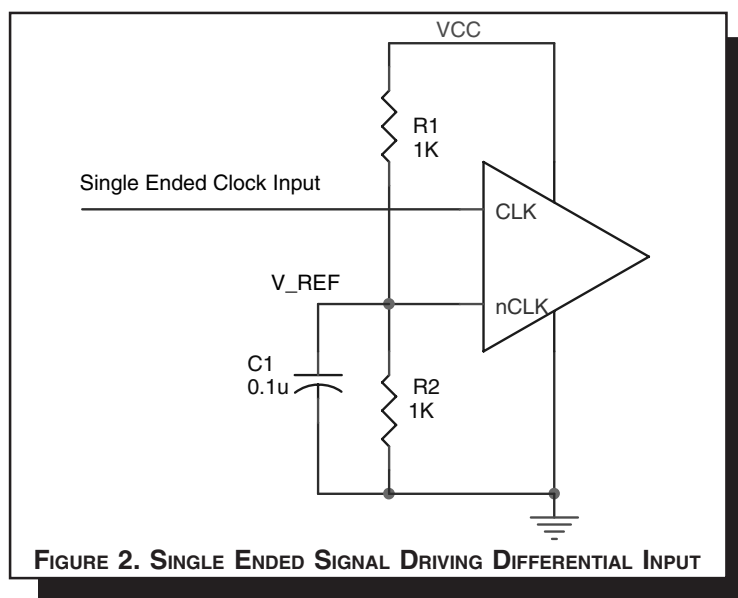 VCC
R1
1K
Single Ended Clock Input
CLK
V_REF
nCLK
C1
0.1u
R2
1K
FIGURE 2. SINGLE ENDED SIGNAL DRIVING DIFFERENTIAL INPUT